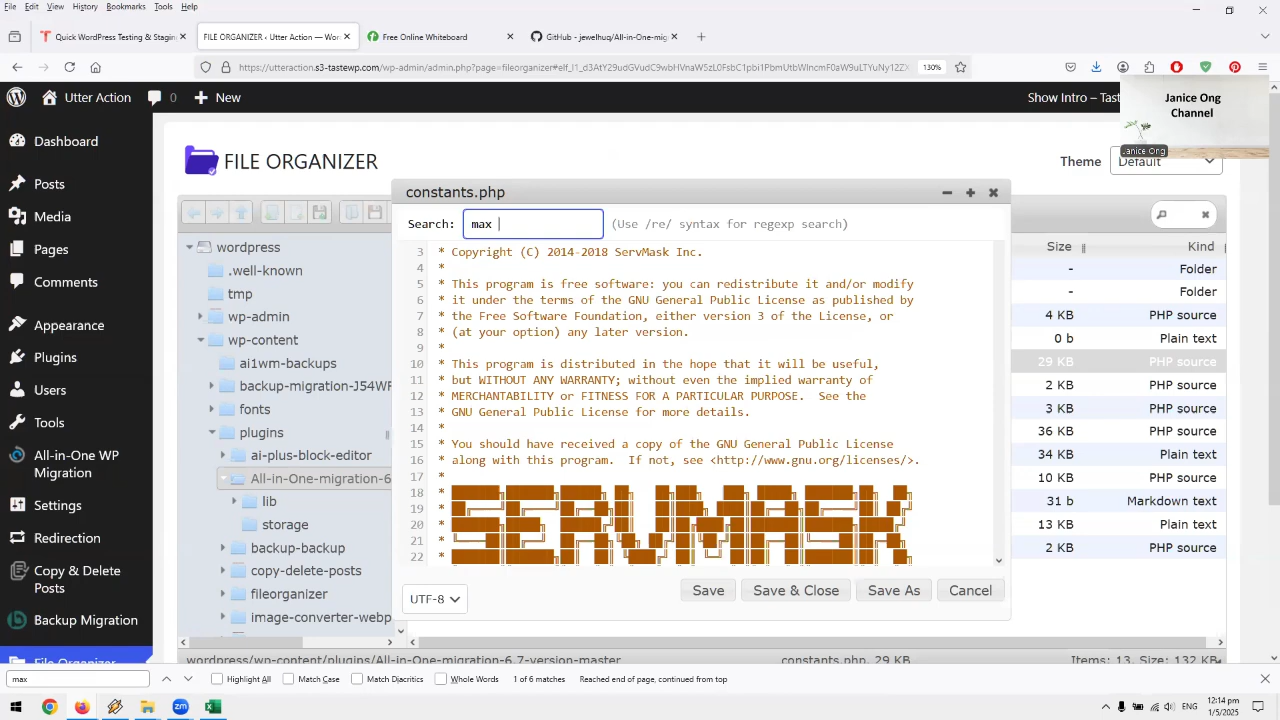 File Edit View History Bookmarks Tools Help
Quick WordPress Testing & Stagin
FILE ORGANIZER ‹ Utter Action — Wor
Free Online Whiteboard
GitHub - jewelhuq/All-in-One-mig
130%
Utter Action
0
New
Show Intro – Tast
Janice Ong
Channel
Janice Ong
Dashboard
Posts
Media
Pages
Comments
Appearance
Plugins
Users
Tools
All-in-One WP
Migration
Settings
Redirection
Copy & Delete
Posts
Backup Migration
File Organizer
FILE ORGANIZER
Theme
Default
wordpress
.well-known
tmp
wp-admin
wp-content
ai1wm-backups
backup-migration-J54WF
fonts
plugins
ai-plus-block-editor
All-in-One-migration-6
lib
storage
backup-backup
copy-delete-posts
fileorganizer
image-converter-webp
constants.php
Search: max (Use /re/ syntax for regexp search)
3 * Copyright (C) 2014-2018 ServMask Inc.
4 *
5 * This program is free software: you can redistribute it and/or modify
6 * it under the terms of the GNU General Public License as published by
7 * the Free Software Foundation, either version 3 of the License, or
8 * (at your option) any later version.
9 *
10 * This program is distributed in the hope that it will be useful,
11 * but WITHOUT ANY WARRANTY; without even the implied warranty of
12 * MERCHANTABILITY or FITNESS FOR A PARTICULAR PURPOSE.  See the
13 * GNU General Public License for more details.
14 *
15 * You should have received a copy of the GNU General Public License
16 * along with this program.  If not, see <http://www.gnu.org/licenses/>.
17 *
18 *
19 *
20 *
21 *
22 *
UTF-8
Save
Save & Close
Save As
Cancel
Size Kind
- Folder
- Folder
4 KB PHP source
0 b Plain text
29 KB PHP source
2 KB PHP source
3 KB PHP source
36 KB PHP source
34 KB Plain text
10 KB PHP source
31 b Markdown text
13 KB Plain text
2 KB PHP source
wordpress/wp-content/plugins/All-in-One-migration-6.7-version-master
constants.php, 29 KB
Items: 13, Size: 132 KB
max
Highlight All
Match Case
Match Diacritics
Whole Words
1 of 6 matches
Reached end of page, continued from top
ENG
12:14 pm
1/5/2025